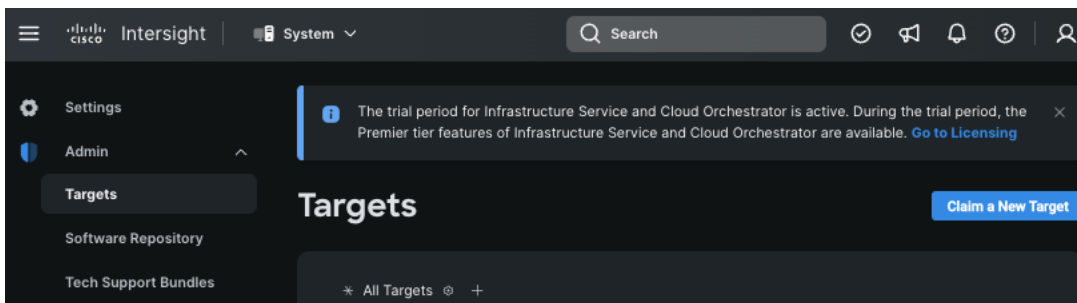 cisco Intersight System Search
Settings
The trial period for Infrastructure Service and Cloud Orchestrator is active. During the trial period, the
Premier tier features of Infrastructure Service and Cloud Orchestrator are available. Go to Licensing
Admin
Targets
Targets
Claim a New Target
Software Repository
Tech Support Bundles
All Targets